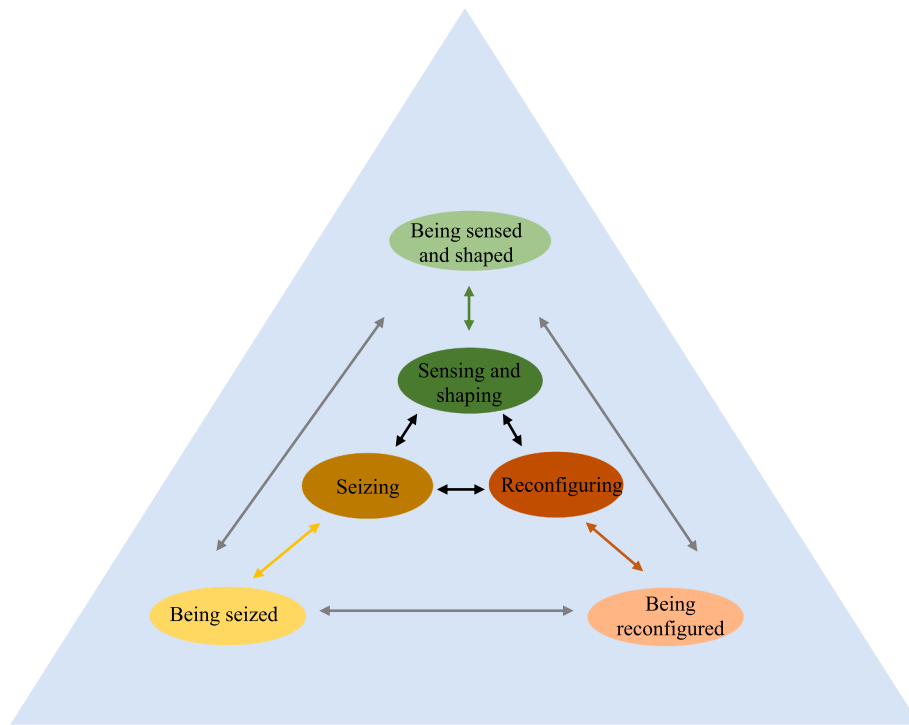 Being sensed
and shaped
Sensing and
shaping
Seizing
Reconfiguring
Being seized
Being
reconfigured